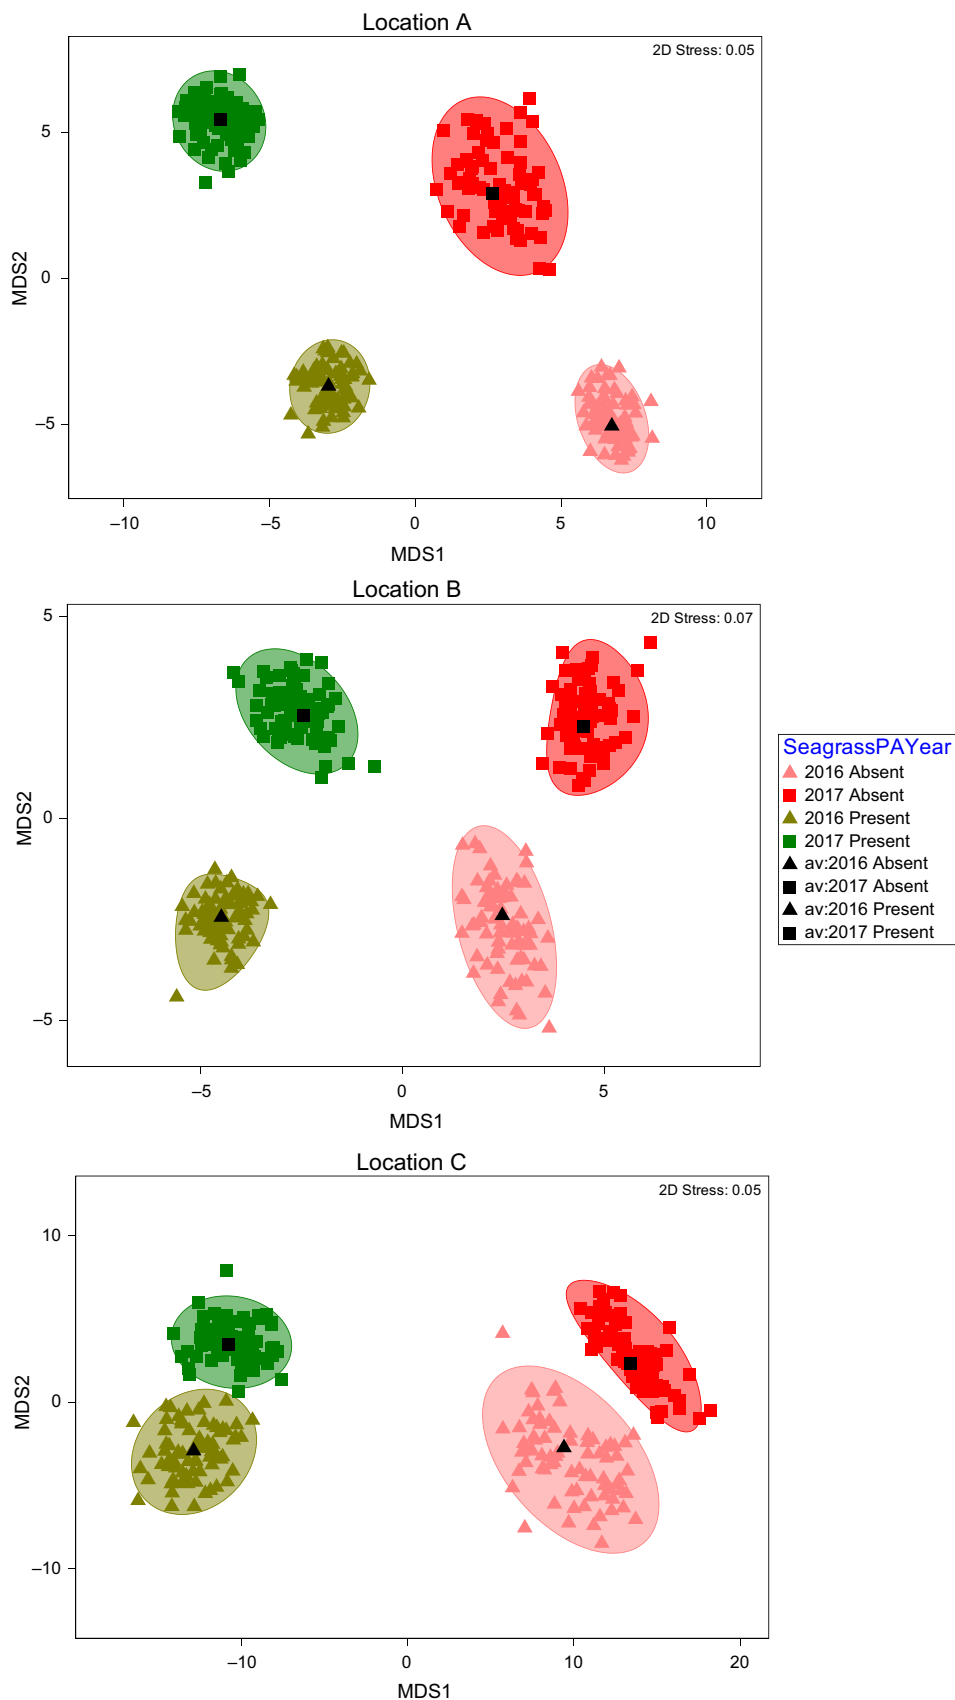 Location A
2D Stress: 0.05
5
0
–5
MDS2
–10
–5
0
5
10
MDS1
Location B
2D Stress: 0.07
5
0
–5
MDS2
–5
0
5
MDS1
SeagrassPAYear
2016 Absent
2017 Absent
2016 Present
2017 Present
av:2016 Absent
av:2017 Absent
av:2016 Present
av:2017 Present
Location C
2D Stress: 0.05
10
0
–10
MDS2
–10
0
10
20
MDS1